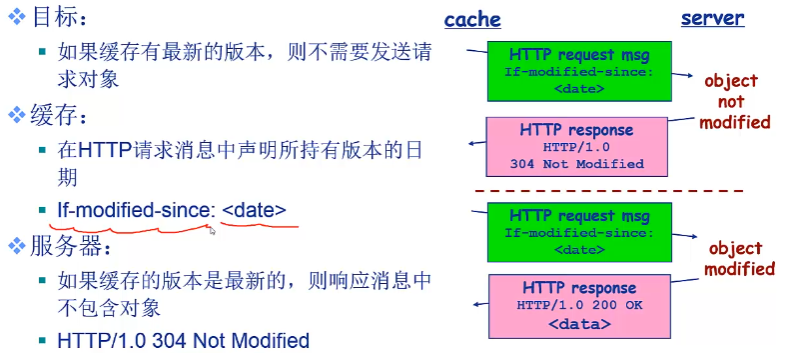 目标：
如果缓存有最新的版本，则不需要发送请
求对象
缓存：
在HTTP请求消息中声明所持有版本的日
期
If-modified-since: <date>
服务器：
如果缓存的版本是最新的，则响应消息中
不包含对象
HTTP/1.0 304 Not Modified
cache
server
HTTP request msg
If-modified-since:
<date>
object
not
modified
HTTP response
HTTP/1.0
304 Not Modified
HTTP request msg
If-modified-since:
<date>
object
modified
HTTP response
HTTP/1.0 200 OK
<data>